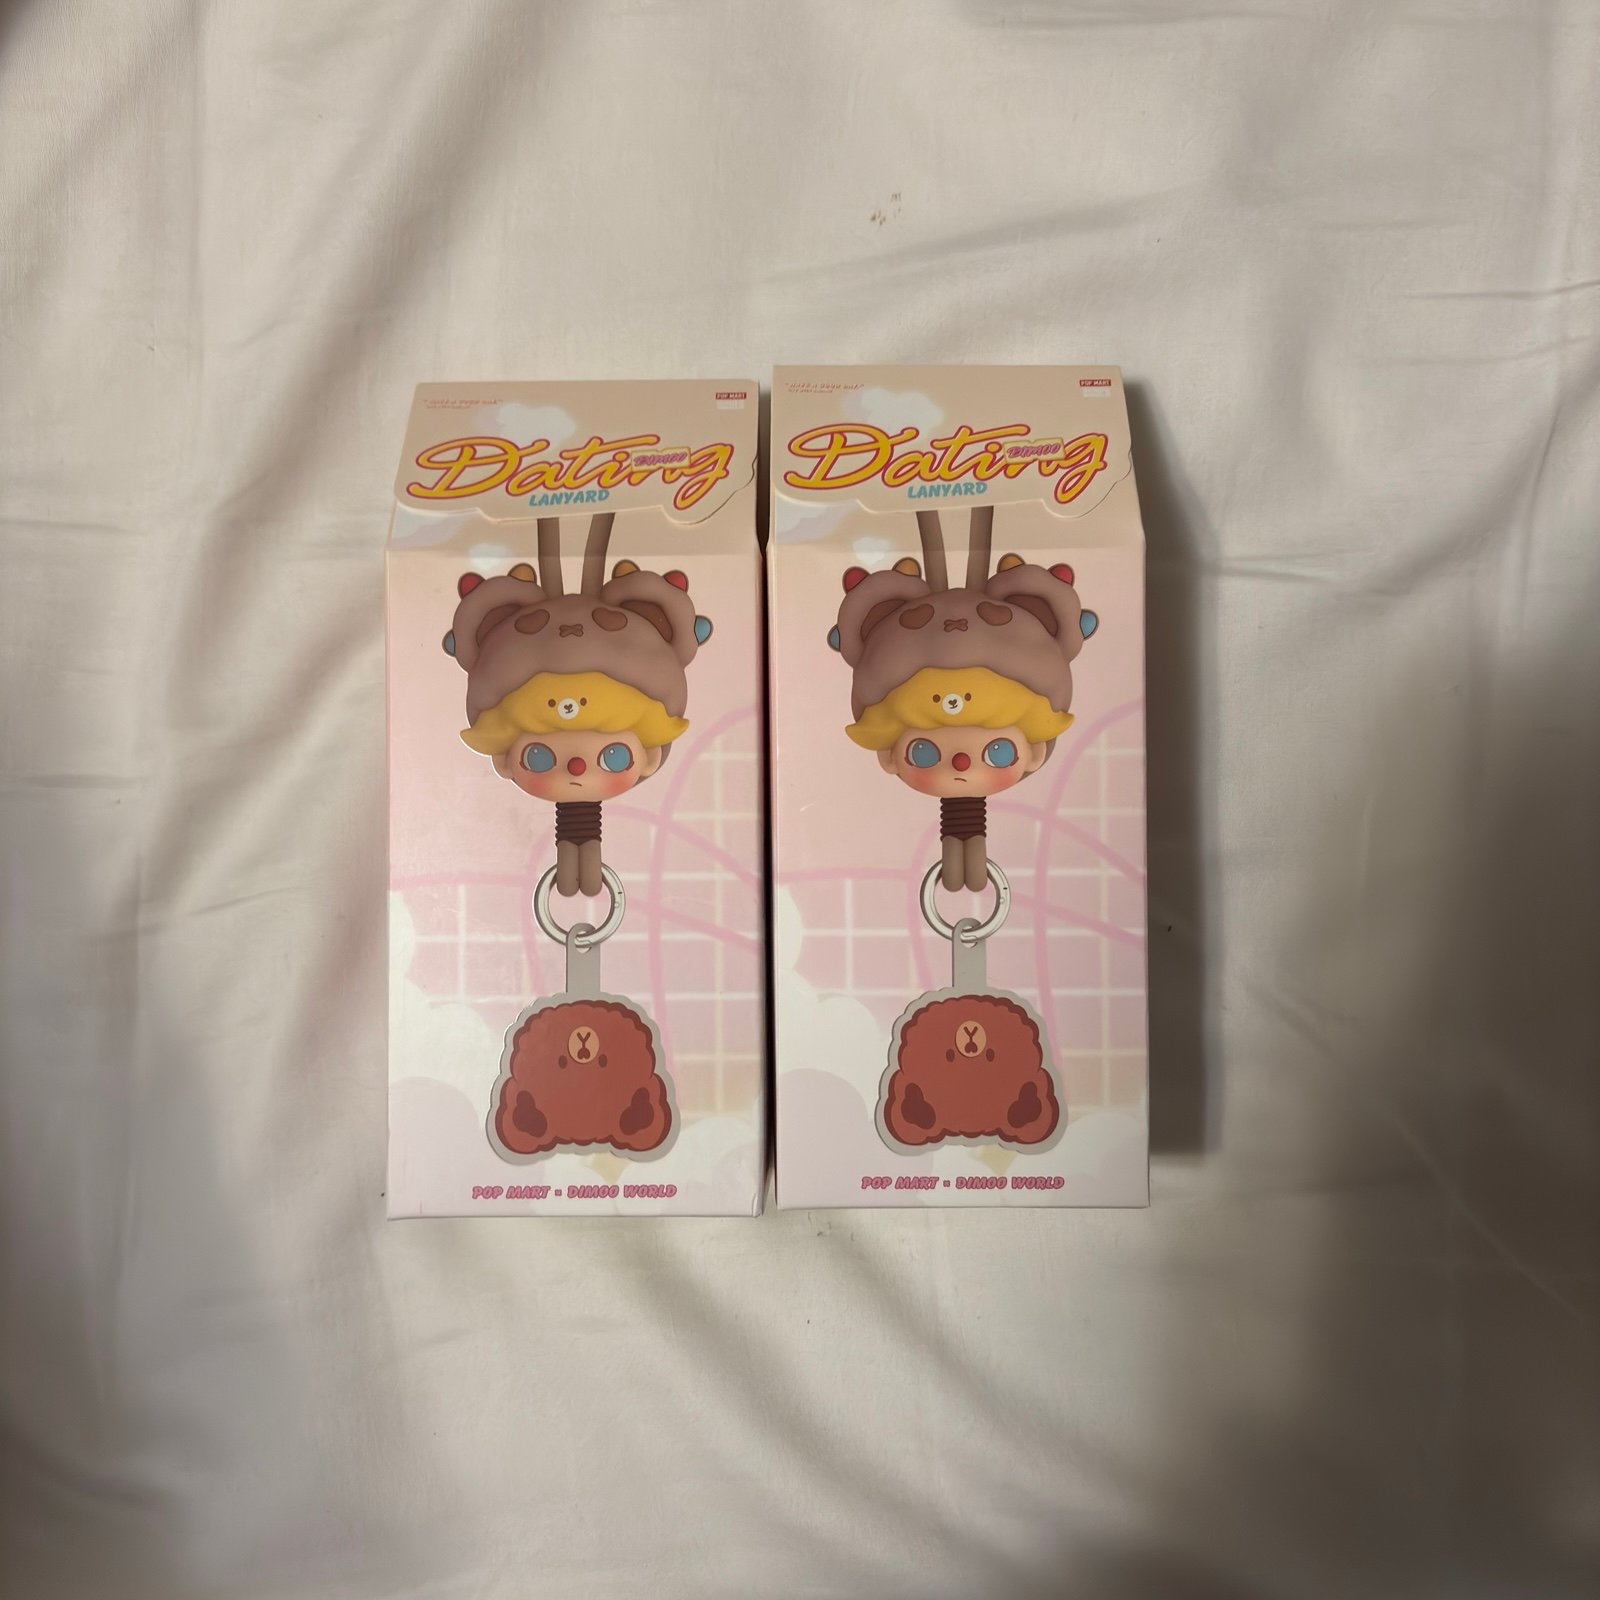 POP MART
Dating
DIMOO
LANYARD
POP MART × DIMOO WORLD
POP MART
Dating
DIMOO
LANYARD
POP MART × DIMOO WORLD